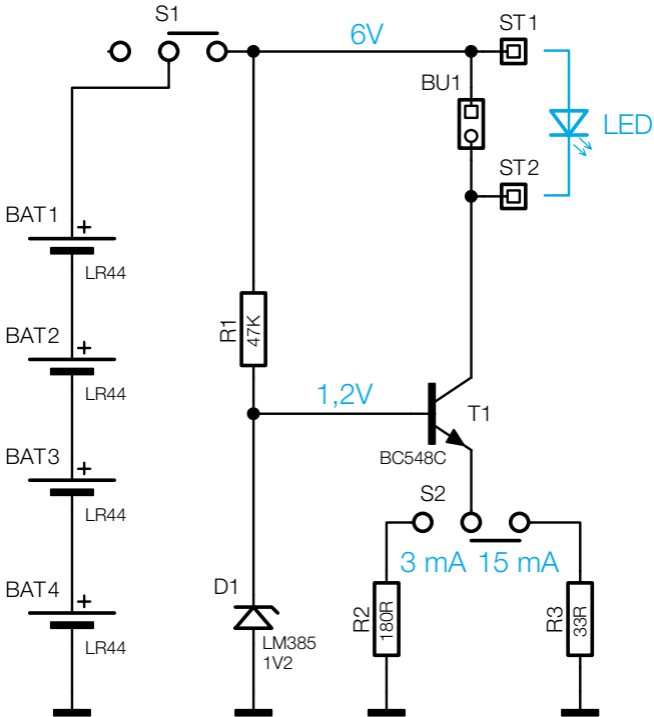 S1
6V
ST1
BU1
LED
ST2
BAT1
+
LR44
BAT2
+
LR44
R1
47K
1,2V
T1
BC548C
BAT3
+
LR44
S2
3 mA
15 mA
BAT4
+
LR44
D1
LM385
1V2
R2
180R
R3
33R